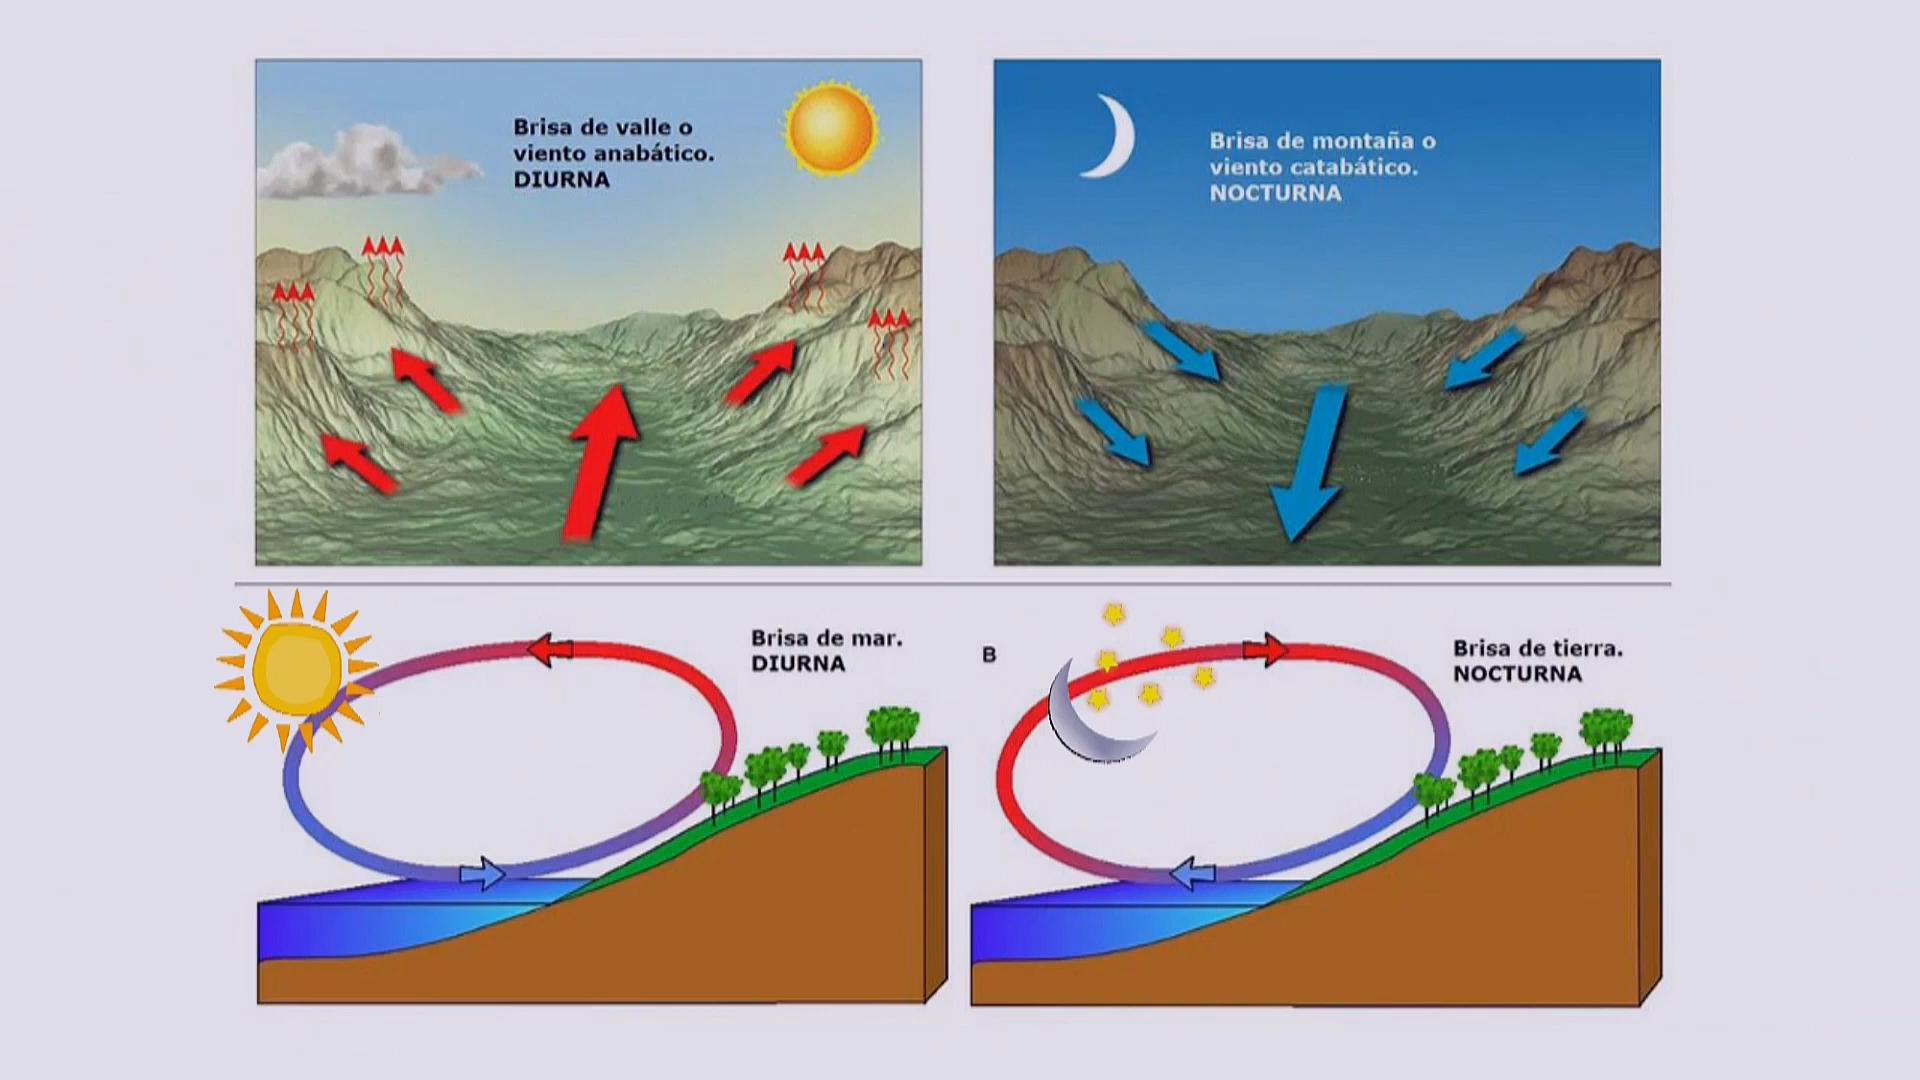 Brisa de valle o
viento anabático.
DIURNA
Brisa de montaña o
viento catabático.
NOCTURNA
Brisa de mar.
DIURNA
B
Brisa de tierra.
NOCTURNA